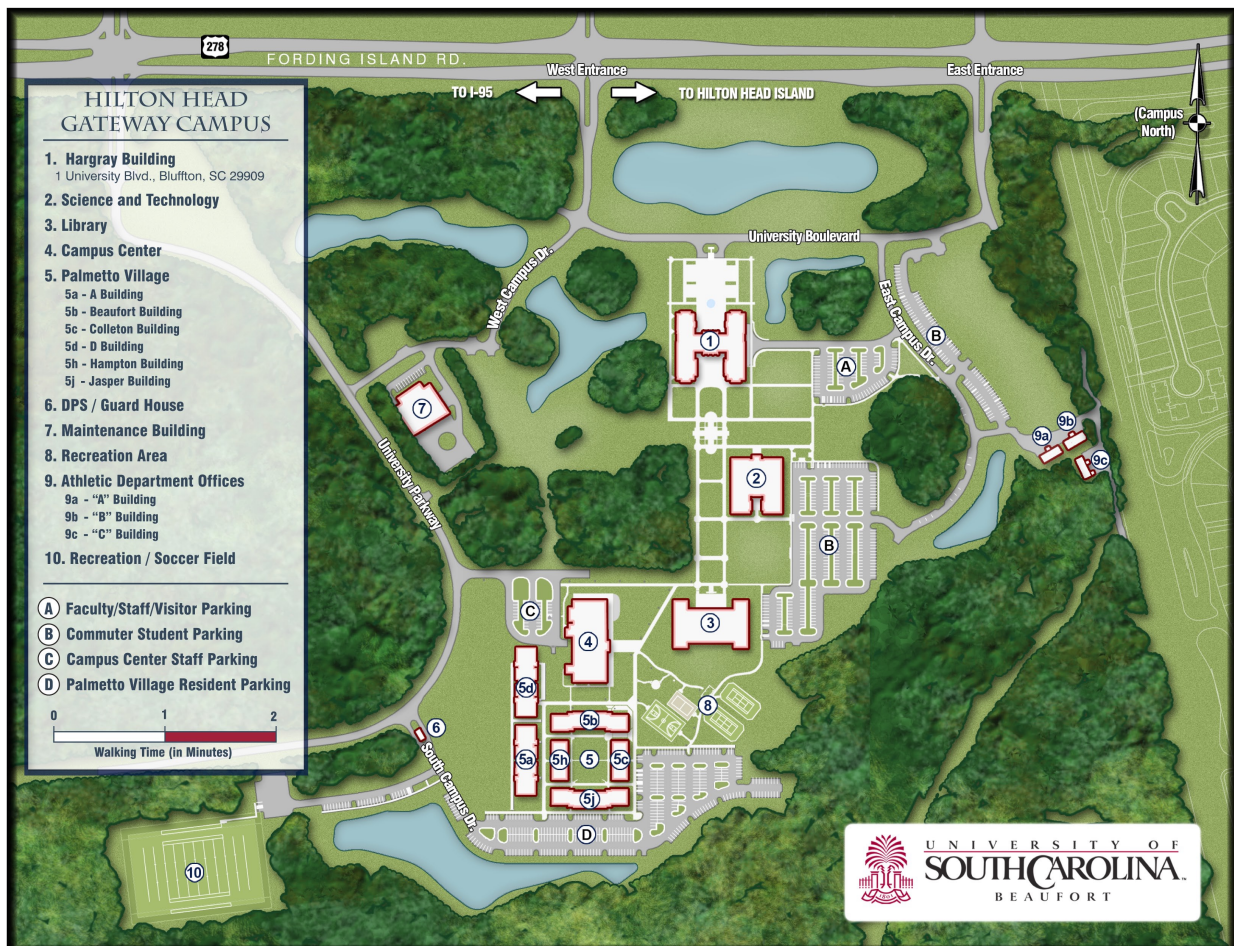 278
FORDING ISLAND RD.
West Entrance
East Entrance
TO I-95
TO HILTON HEAD ISLAND
(Campus
North)
HILTON HEAD
GATEWAY CAMPUS
1. Hargray Building
1 University Blvd., Bluffton, SC 29909
2. Science and Technology
3. Library
4. Campus Center
5. Palmetto Village
5a - A Building
5b - Beaufort Building
5c - Colleton Building
5d - D Building
5h - Hampton Building
5j - Jasper Building
6. DPS / Guard House
7. Maintenance Building
8. Recreation Area
9. Athletic Department Offices
9a - "A" Building
9b - "B" Building
9c - "C" Building
10. Recreation / Soccer Field
A Faculty/Staff/Visitor Parking
B Commuter Student Parking
C Campus Center Staff Parking
D Palmetto Village Resident Parking
0 1 2
Walking Time (in Minutes)
University Boulevard
West Campus Dr.
East Campus Dr.
University Parkway
South Campus Dr.
1
A
B
7
9a
9b
9c
2
B
C
4
3
5d
8
6
5b
5a
5h
5
5c
5j
D
10
UNIVERSITY OF
SOUTH CAROLINA™
BEAUFORT